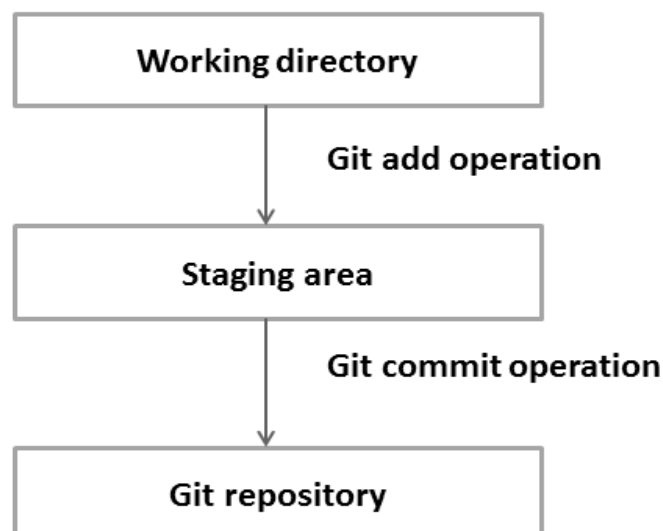 Working directory
Git add operation
Staging area
Git commit operation
Git repository